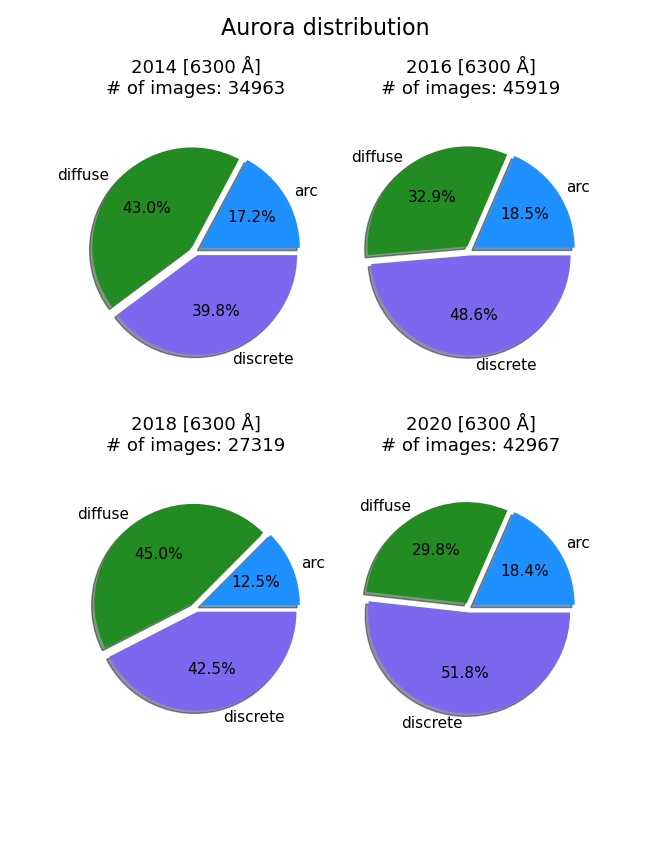 Aurora distribution
2014 [6300 Å]
# of images: 34963
diffuse
43.0%
arc
17.2%
39.8%
discrete
2016 [6300 Å]
# of images: 45919
diffuse
32.9%
arc
18.5%
48.6%
discrete
2018 [6300 Å]
# of images: 27319
diffuse
45.0%
arc
12.5%
42.5%
discrete
2020 [6300 Å]
# of images: 42967
diffuse
29.8%
arc
18.4%
51.8%
discrete